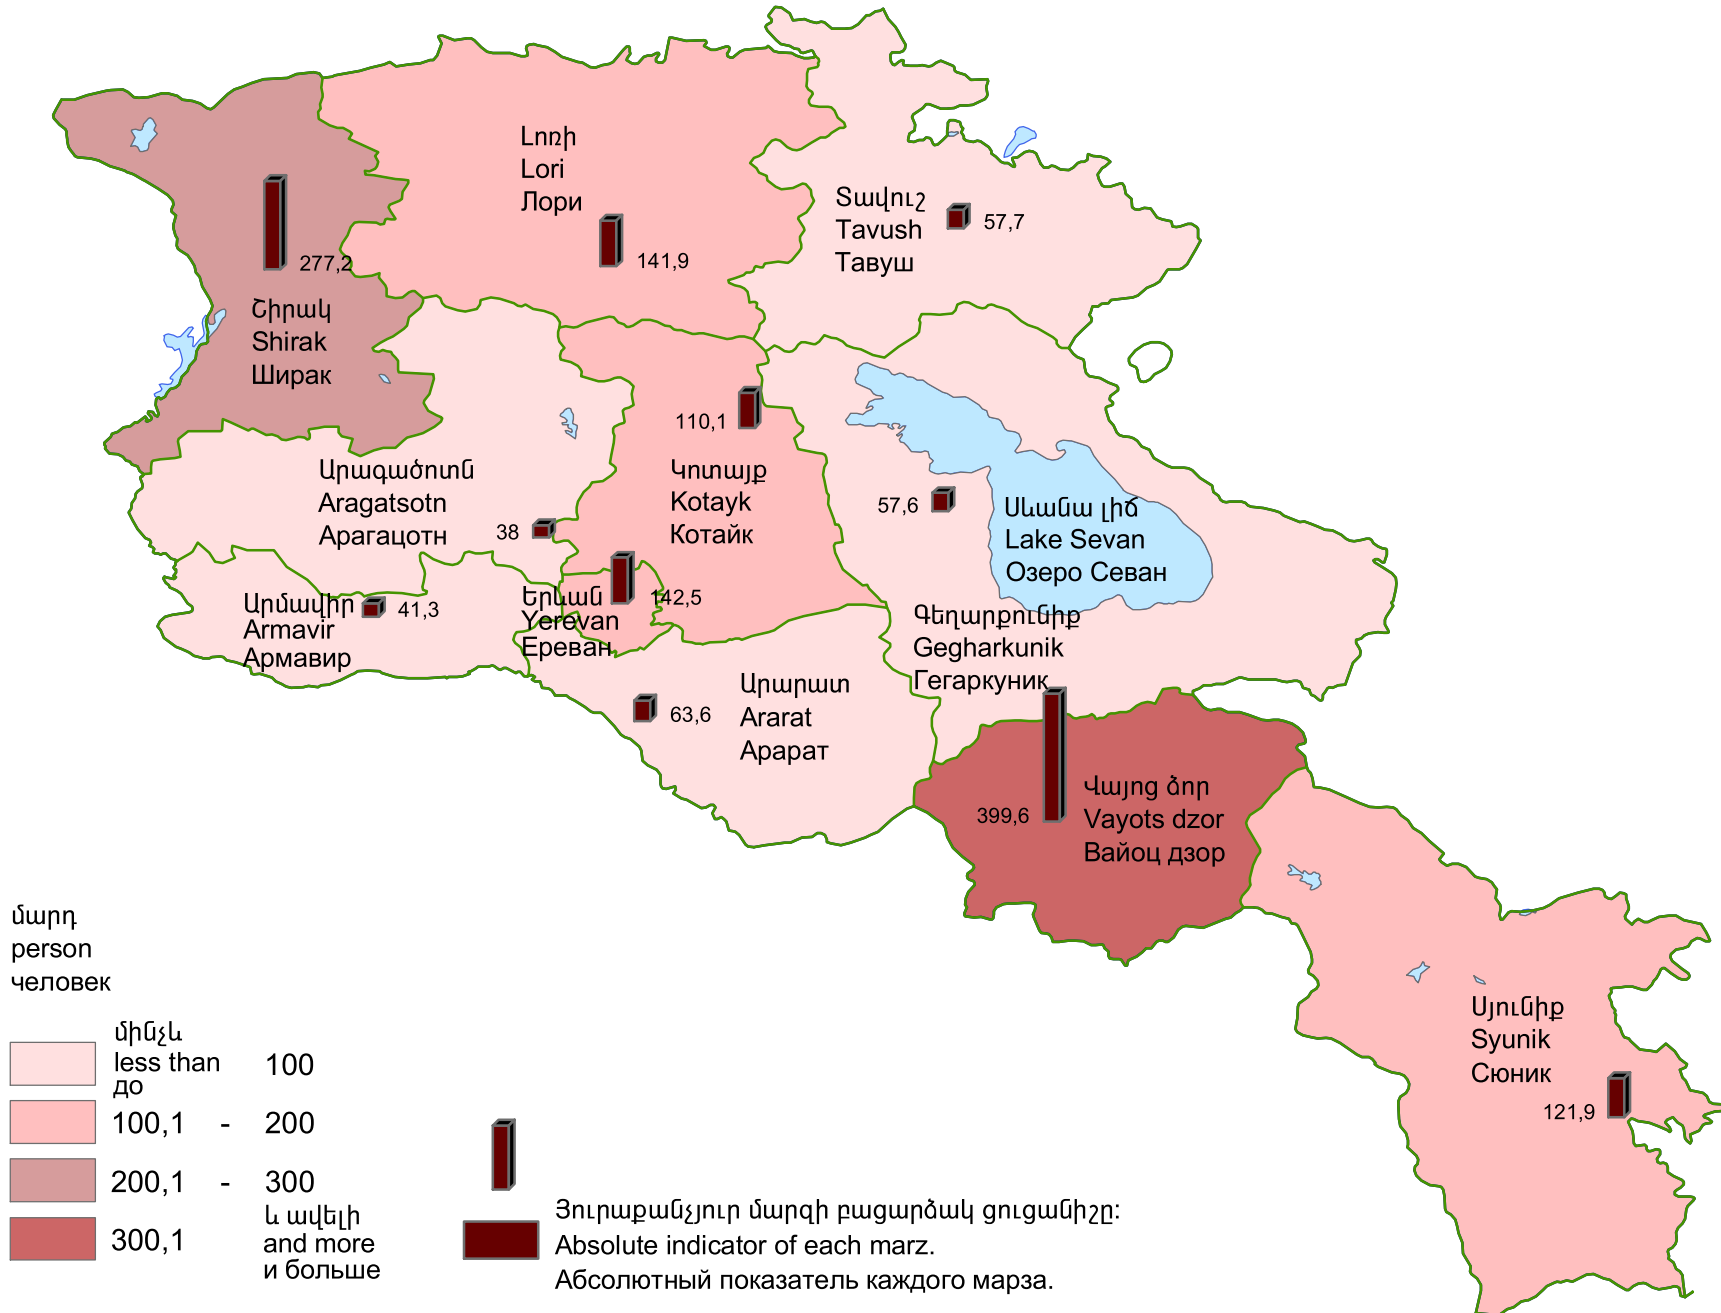 Լոռի
Lori
Лори
141,9
Տավուշ
Tavush
Тавуш
57,7
277,2
Շիրակ
Shirak
Ширак
110,1
Կոտայք
Kotayk
Котайк
Արագածոտն
Aragatsotn
Арагацотн
38
57,6
Սևանա լիճ
Lake Sevan
Озеро Севан
Արմավիր
Armavir
Армавир
41,3
Երևան
Yerevan
Ереван
142,5
Գեղարքունիք
Gegharkunik
Гегаркуник
63,6
Արարատ
Ararat
Арарат
399,6
Վայոց ձոր
Vayots dzor
Вайоц дзор
Սյունիք
Syunik
Сюник
121,9
մարդ
person
человек
մինչև
less than 100
до
100,1 - 200
200,1 - 300
300,1
և ավելի
and more
и больше
Յուրաքանչյուր մարզի բացարձակ ցուցանիշը:
Absolute indicator of each marz.
Абсолютный показатель каждого марза.